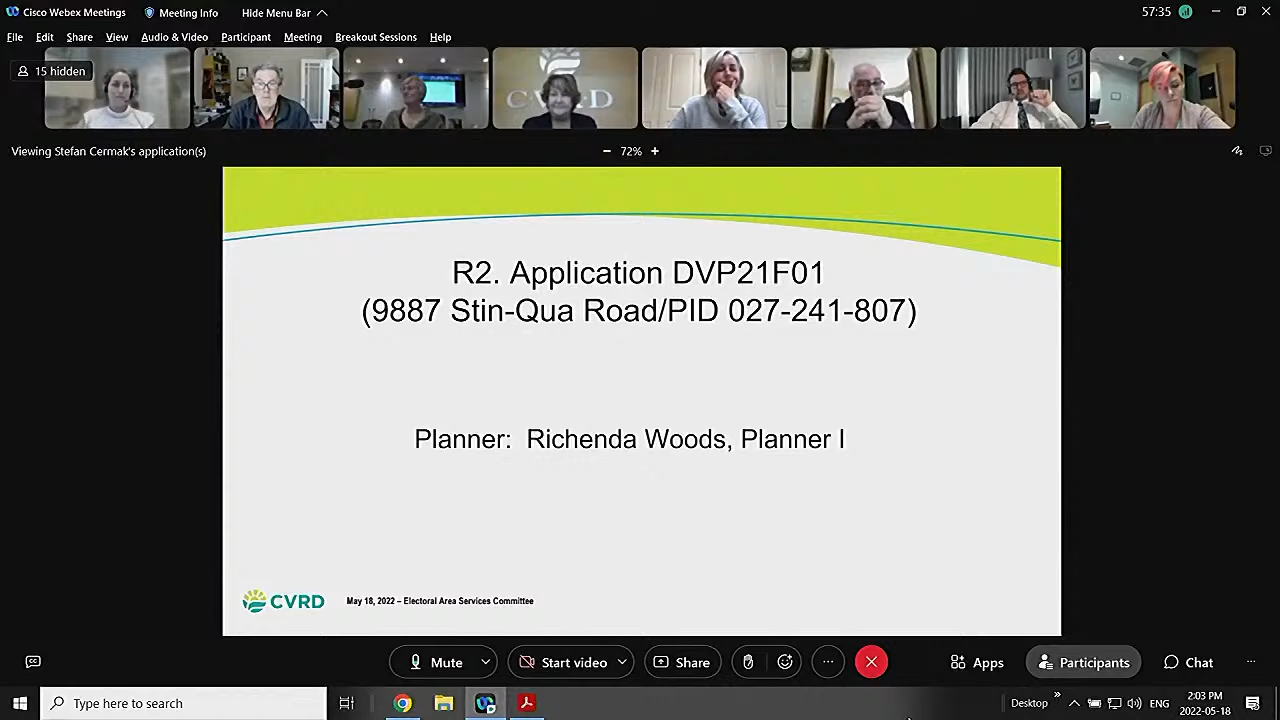 Cisco Webex Meetings
Meeting Info
Hide Menu Bar
57:35
File
Edit
Share
View
Audio & Video
Participant
Meeting
Breakout Sessions
Help
15 hidden
CVRD
Viewing Stefan Cermak's application(s)
72%
R2. Application DVP21F01
(9887 Stin-Qua Road/PID 027-241-807)
Planner: Richenda Woods, Planner I
CVRD
May 18, 2022 – Electoral Area Services Committee
Mute
Start video
Share
Apps
Participants
Chat
Type here to search
Desktop
ENG
2:03 PM
2022-05-18